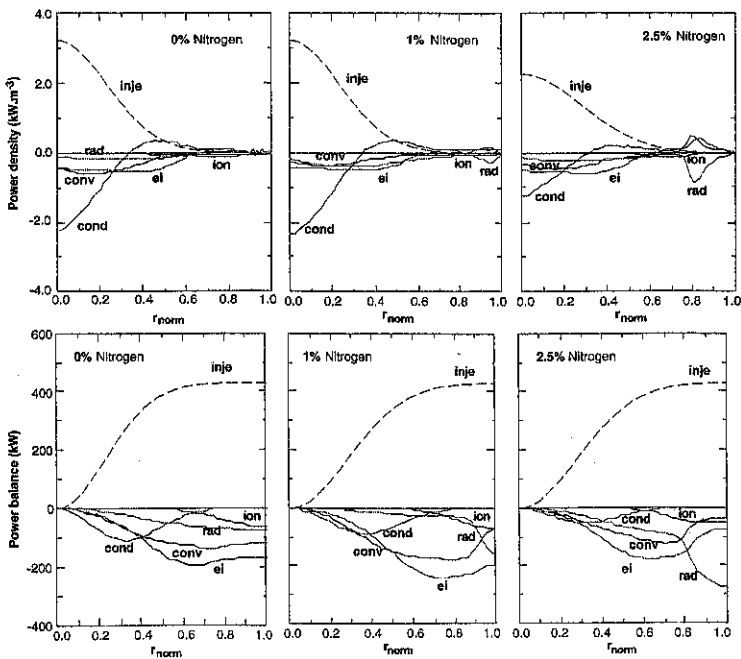 Power density (kW.m⁻³)
4.0
2.0
0.0
-2.0
-4.0
0% Nitrogen
inje
rad
conv
ei
ion
cond
0.0 0.2 0.4 0.6 0.8 1.0
r_norm
1% Nitrogen
inje
conv
ion
ei
rad
cond
0.0 0.2 0.4 0.6 0.8 1.0
r_norm
2.5% Nitrogen
inje
conv
ion
ei
rad
cond
0.0 0.2 0.4 0.6 0.8 1.0
r_norm
Power balance (kW)
600
400
200
0
-200
-400
0% Nitrogen
inje
ion
rad
cond
conv
ei
0.0 0.2 0.4 0.6 0.8 1.0
r_norm
1% Nitrogen
inje
ion
cond
rad
conv
ei
0.0 0.2 0.4 0.6 0.8 1.0
r_norm
2.5% Nitrogen
inje
ion
cond
conv
ei
rad
0.0 0.2 0.4 0.6 0.8 1.0
r_norm